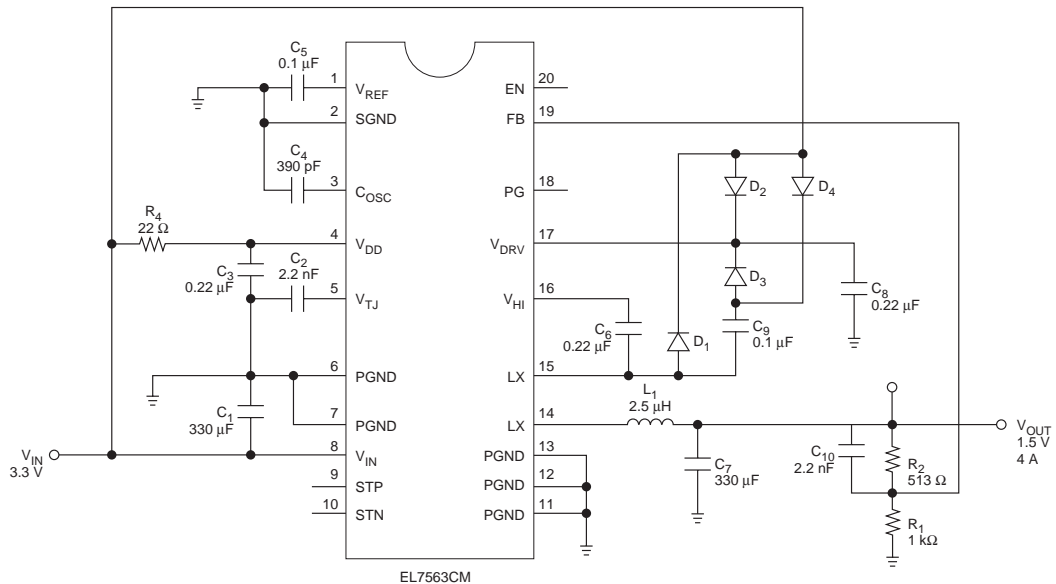 C5
0.1 µF
1
VREF
2
SGND
C4
390 pF
3
COSC
R4
22 Ω
4
VDD
C3
0.22 µF
C2
2.2 nF
5
VTJ
6
PGND
C1
330 µF
7
PGND
VIN
3.3 V
8
VIN
9
STP
10
STN
EN
20
FB
19
PG
18
VDRV
17
VHI
16
LX
15
LX
14
PGND
13
PGND
12
PGND
11
D2
D4
D3
D1
C8
0.22 µF
C6
0.22 µF
C9
0.1 µF
L1
2.5 µH
C7
330 µF
C10
2.2 nF
R2
513 Ω
R1
1 kΩ
VOUT
1.5 V
4 A
EL7563CM